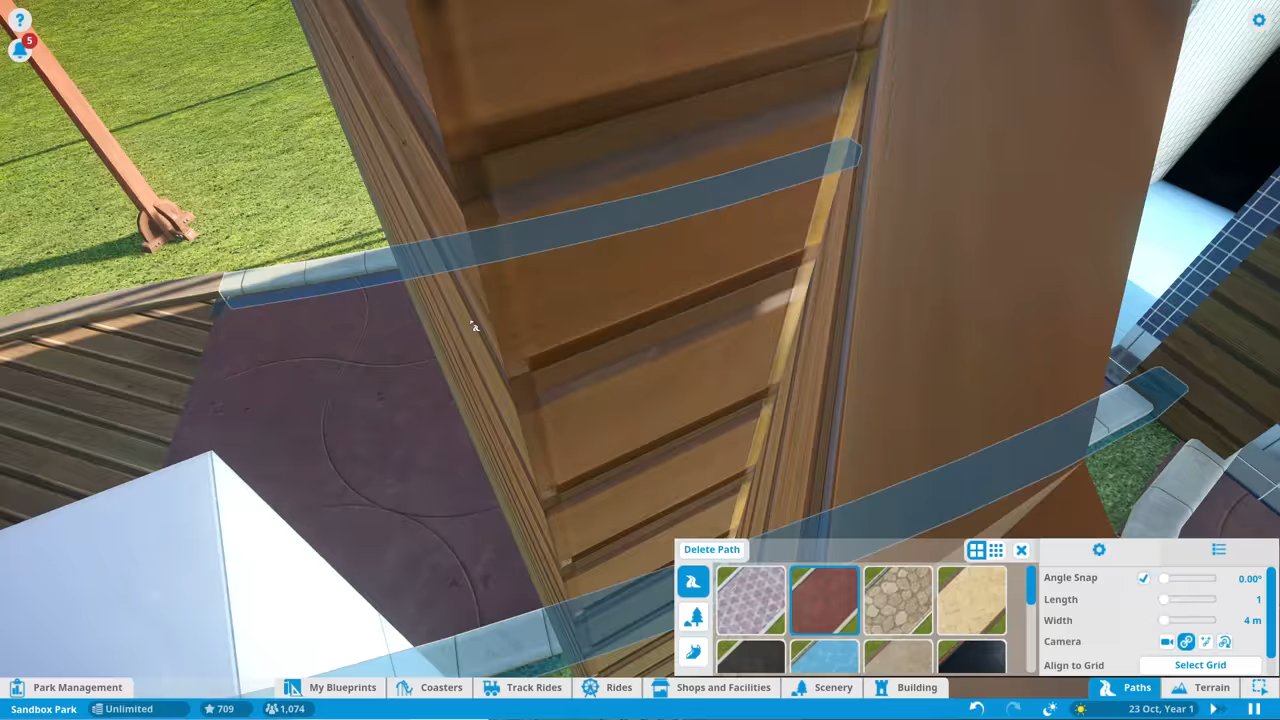 ?
5
Delete Path
Angle Snap 0.00°
Length 1
Width 4 m
Camera
Align to Grid Select Grid
Park Management My Blueprints Coasters Track Rides Rides Shops and Facilities Scenery Building Paths Terrain
Sandbox Park Unlimited 709 1,074 23 Oct, Year 1